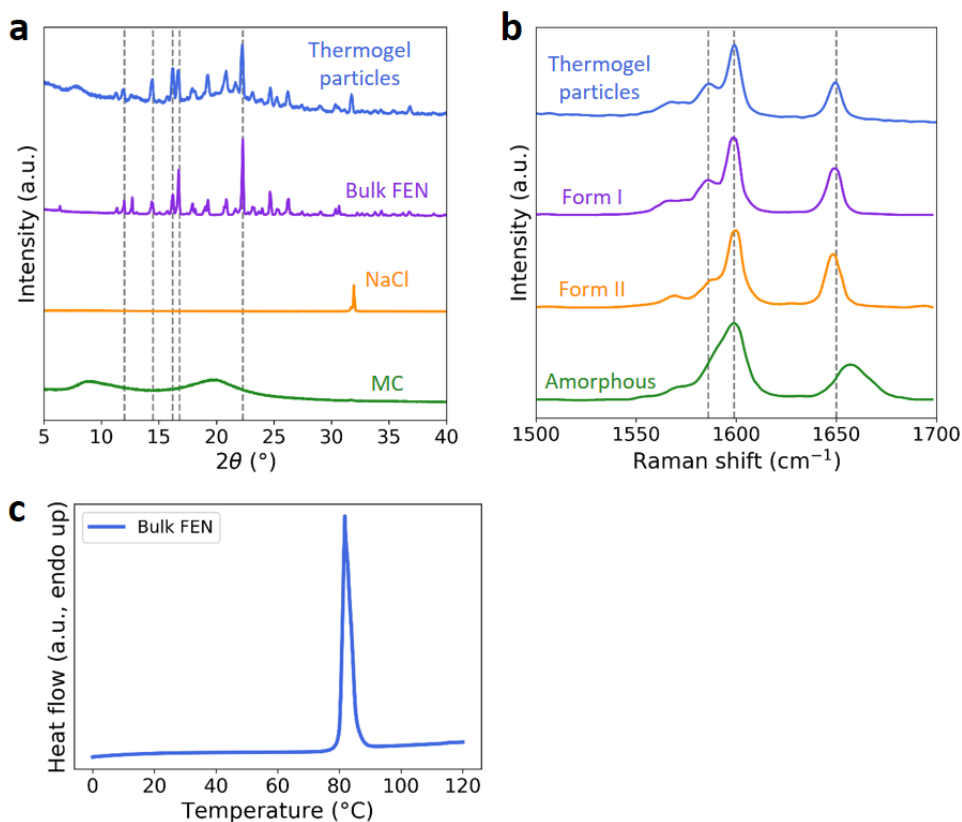 a
Thermogel
particles
Bulk FEN
NaCl
MC
Intensity (a.u.)
5 10 15 20 25 30 35 40
2θ (°)
b
Thermogel
particles
Form I
Form II
Amorphous
Intensity (a.u.)
1500 1550 1600 1650 1700
Raman shift (cm⁻¹)
c
Bulk FEN
Heat flow (a.u., endo up)
0 20 40 60 80 100 120
Temperature (°C)